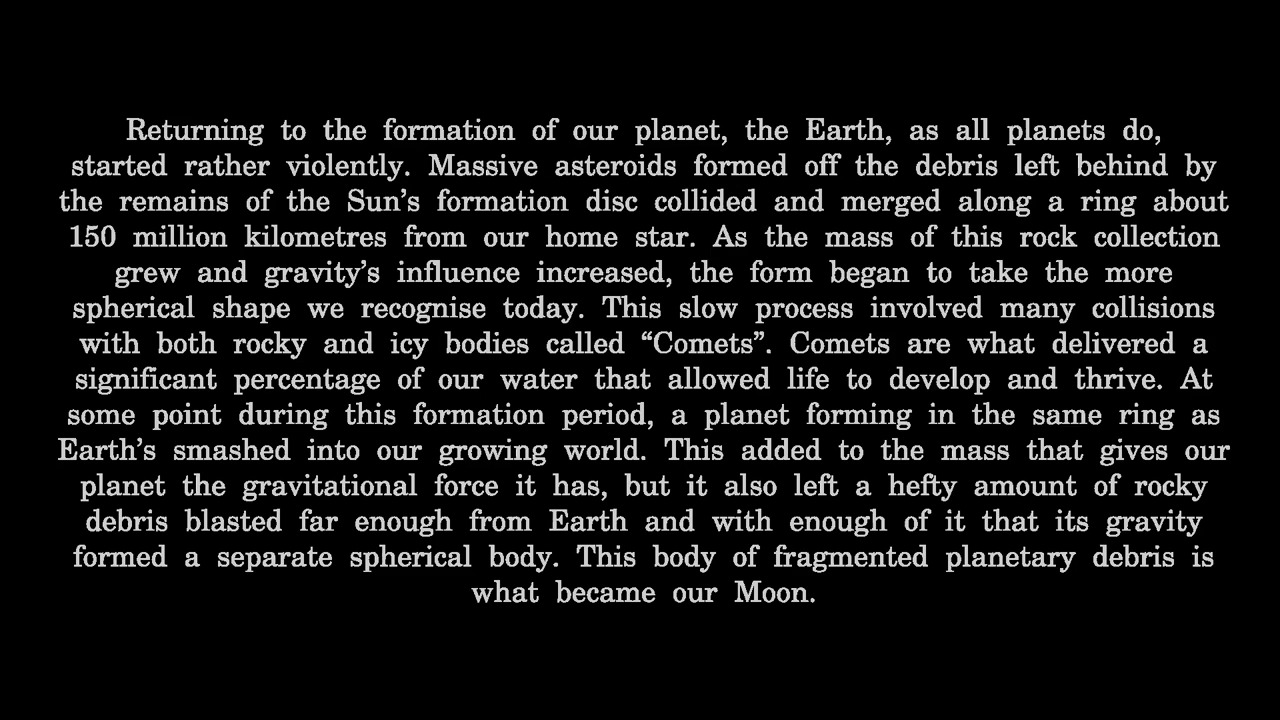 Returning to the formation of our planet, the Earth, as all planets do,
started rather violently. Massive asteroids formed off the debris left behind by
the remains of the Sun’s formation disc collided and merged along a ring about
150 million kilometres from our home star. As the mass of this rock collection
grew and gravity’s influence increased, the form began to take the more
spherical shape we recognise today. This slow process involved many collisions
with both rocky and icy bodies called “Comets”. Comets are what delivered a
significant percentage of our water that allowed life to develop and thrive. At
some point during this formation period, a planet forming in the same ring as
Earth’s smashed into our growing world. This added to the mass that gives our
planet the gravitational force it has, but it also left a hefty amount of rocky
debris blasted far enough from Earth and with enough of it that its gravity
formed a separate spherical body. This body of fragmented planetary debris is
what became our Moon.